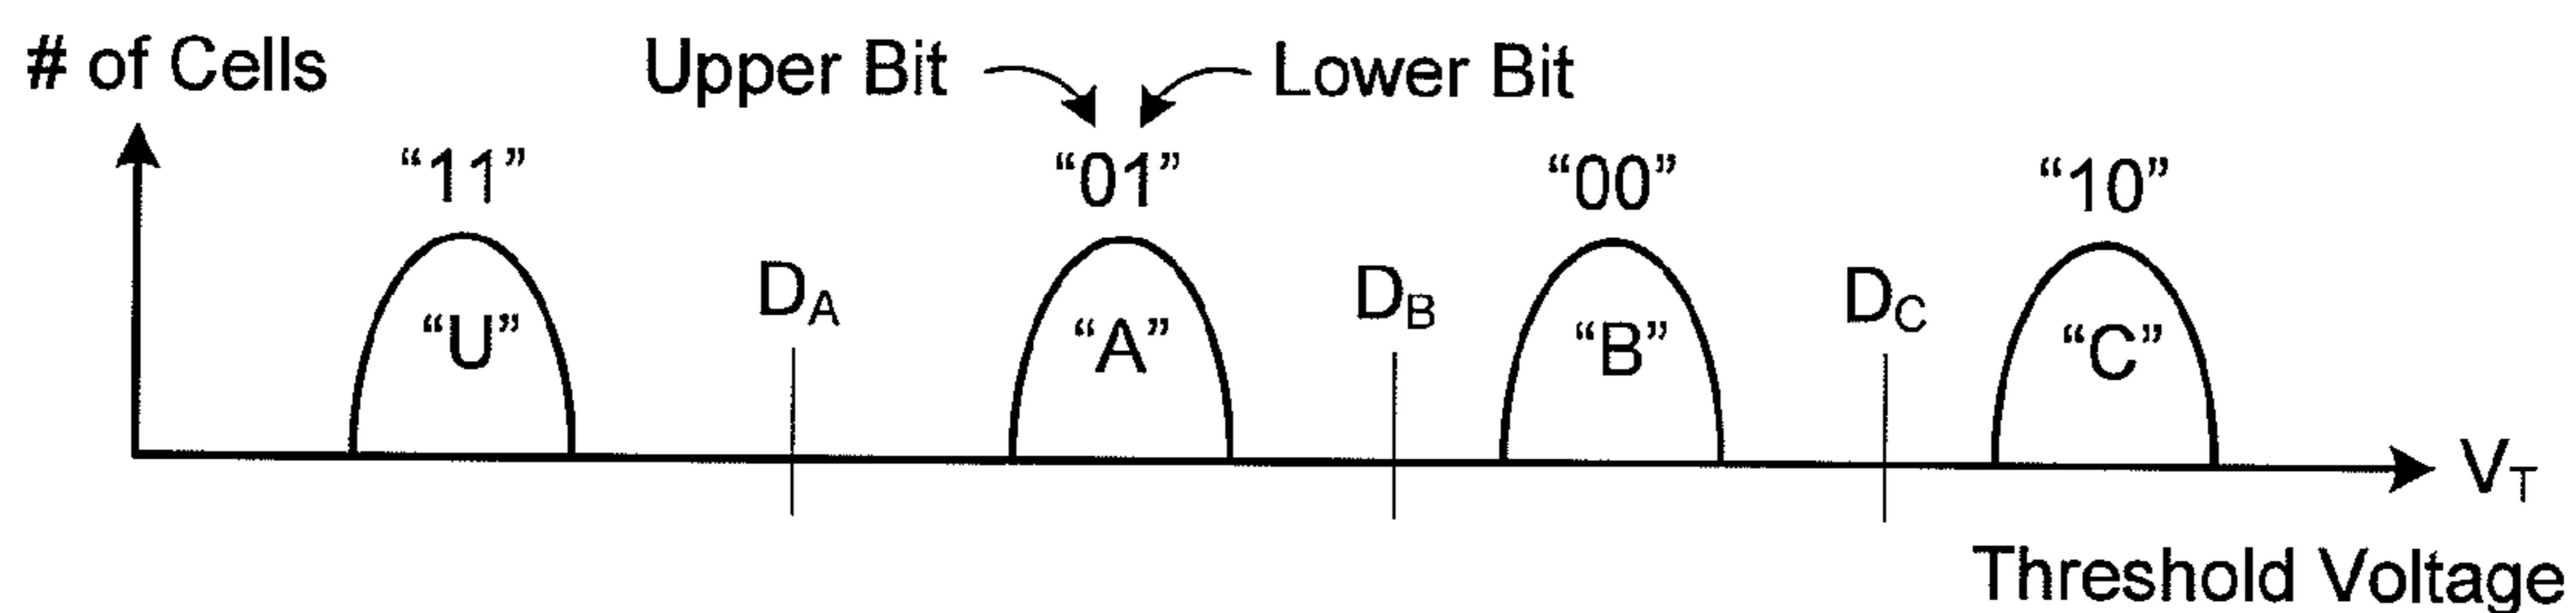 # of Cells
Upper Bit
Lower Bit
“11”
“01”
“00”
“10”
DA
DB
DC
“U”
“A”
“B”
“C”
VT
Threshold Voltage